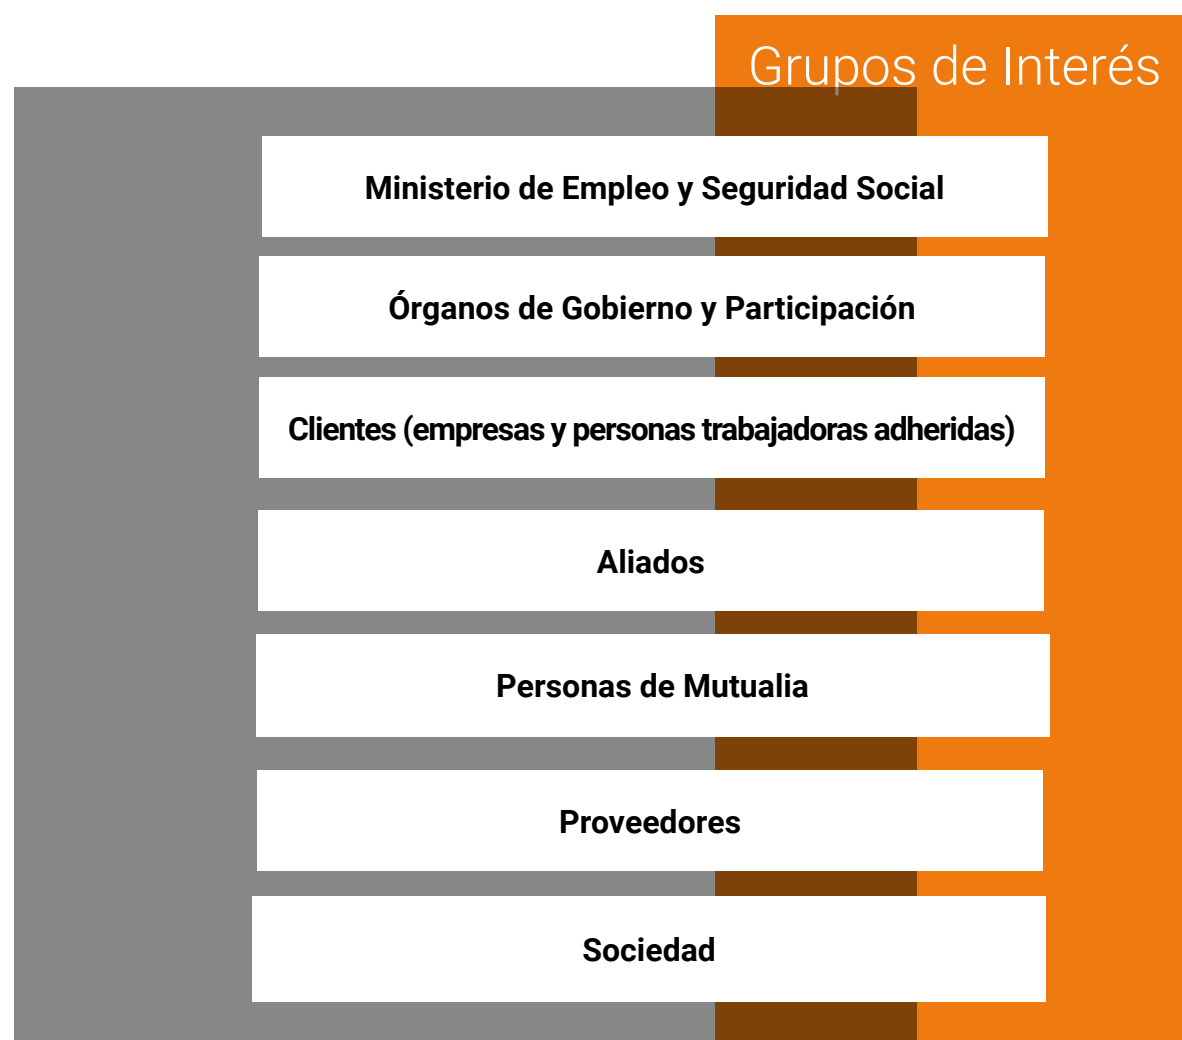 Grupos de Interés
Ministerio de Empleo y Seguridad Social
Órganos de Gobierno y Participación
Clientes (empresas y personas trabajadoras adheridas)
Aliados
Personas de Mutualia
Proveedores
Sociedad